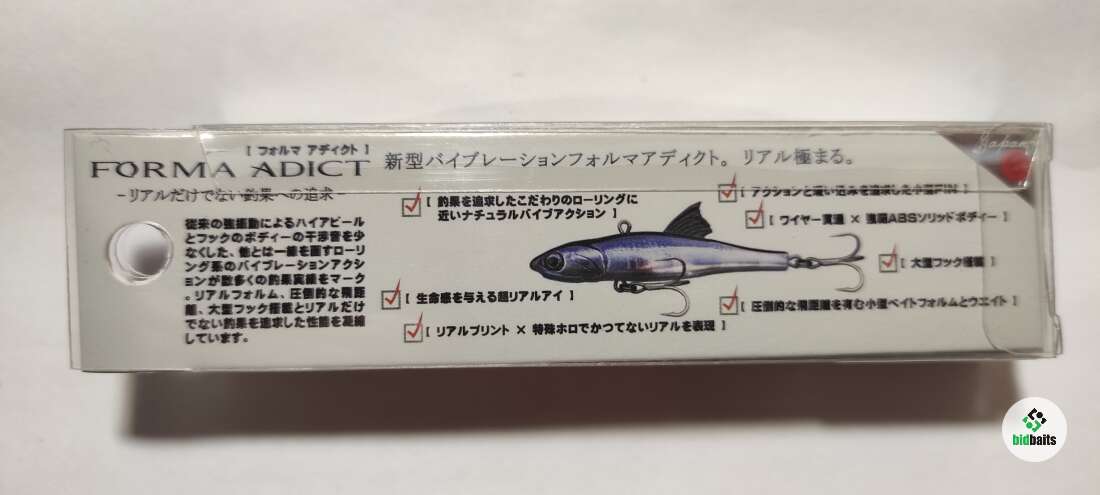 [ フォルマ アディクト ]
FORMA ADICT
新型バイブレーションフォルマアディクト。リアル極まる。
Japan
−リアルだけでない釣果への追求−
従来の強振動によるハイアピール
とフックのボディーの干渉音を少
なくした、他とは一線を画すローリ
ング系のバイブレーションアクシ
ョンが数多くの釣果実績をマーク
。リアルフォルム、圧倒的な飛距
離、大型フック搭載とリアルだけ
でない釣果を追求した性能を凝縮
しています。
[ 釣果を追求したこだわりのローリングに
近いナチュラルバイブアクション ]
[ アクションと追い込みを追求した小型FIN ]
[ ワイヤー貫通 × 強靭ABSソリッドボディー ]
[ 大型フック搭載 ]
[ 生命感を与える超リアルアイ ]
[ 圧倒的な飛距離を有む小型ベイトフォルムとウエイト ]
[ リアルプリント × 特殊ホロでかつてないリアルを表現 ]
bidbaits